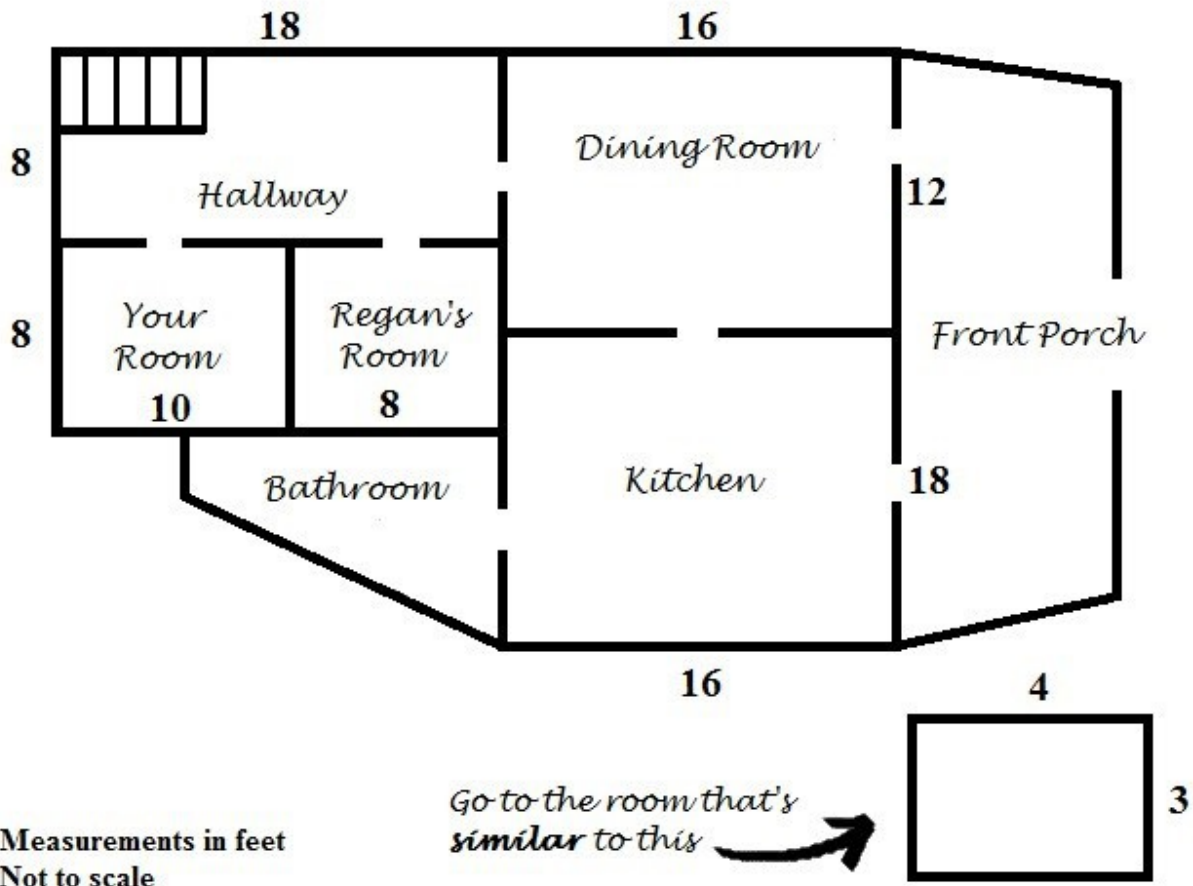 18
16
Dining Room
8
12
Hallway
Your
Room
Regan's
Room
8
Front Porch
10
8
Bathroom
Kitchen
18
16
4
Go to the room that's
similar to this
3
Measurements in feet
Not to scale